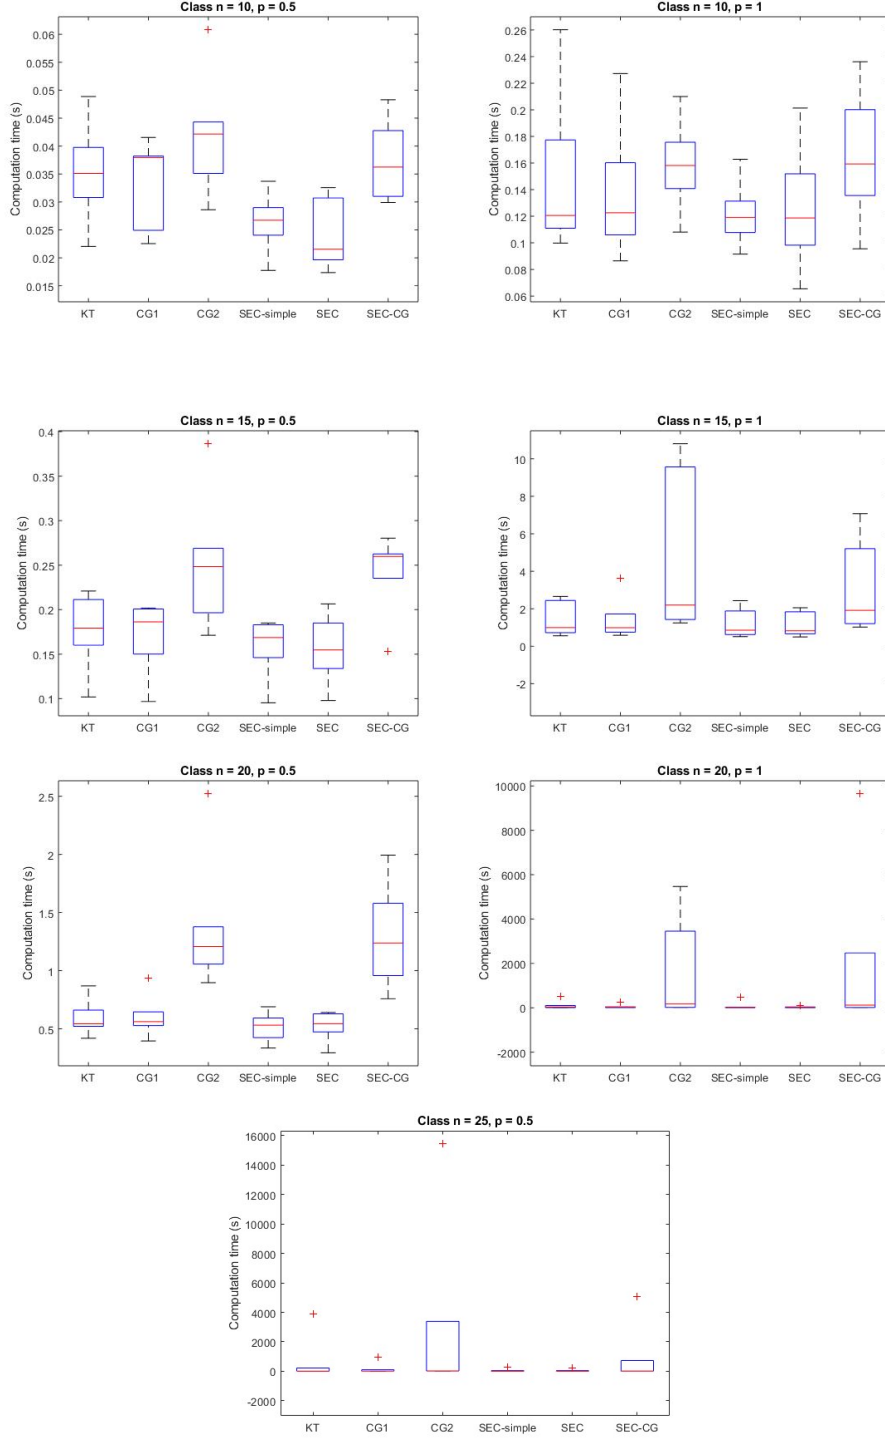 Class n = 10, p = 0.5
Computation time (s)
0.06
0.055
0.05
0.045
0.04
0.035
0.03
0.025
0.02
0.015
KT CG1 CG2 SEC-simple SEC SEC-CG
Class n = 10, p = 1
Computation time (s)
0.26
0.24
0.22
0.2
0.18
0.16
0.14
0.12
0.1
0.08
0.06
KT CG1 CG2 SEC-simple SEC SEC-CG
Class n = 15, p = 0.5
Computation time (s)
0.4
0.35
0.3
0.25
0.2
0.15
0.1
KT CG1 CG2 SEC-simple SEC SEC-CG
Class n = 15, p = 1
Computation time (s)
10
8
6
4
2
0
-2
KT CG1 CG2 SEC-simple SEC SEC-CG
Class n = 20, p = 0.5
Computation time (s)
2.5
2
1.5
1
0.5
KT CG1 CG2 SEC-simple SEC SEC-CG
Class n = 20, p = 1
Computation time (s)
10000
8000
6000
4000
2000
0
-2000
KT CG1 CG2 SEC-simple SEC SEC-CG
Class n = 25, p = 0.5
Computation time (s)
16000
14000
12000
10000
8000
6000
4000
2000
0
-2000
KT CG1 CG2 SEC-simple SEC SEC-CG